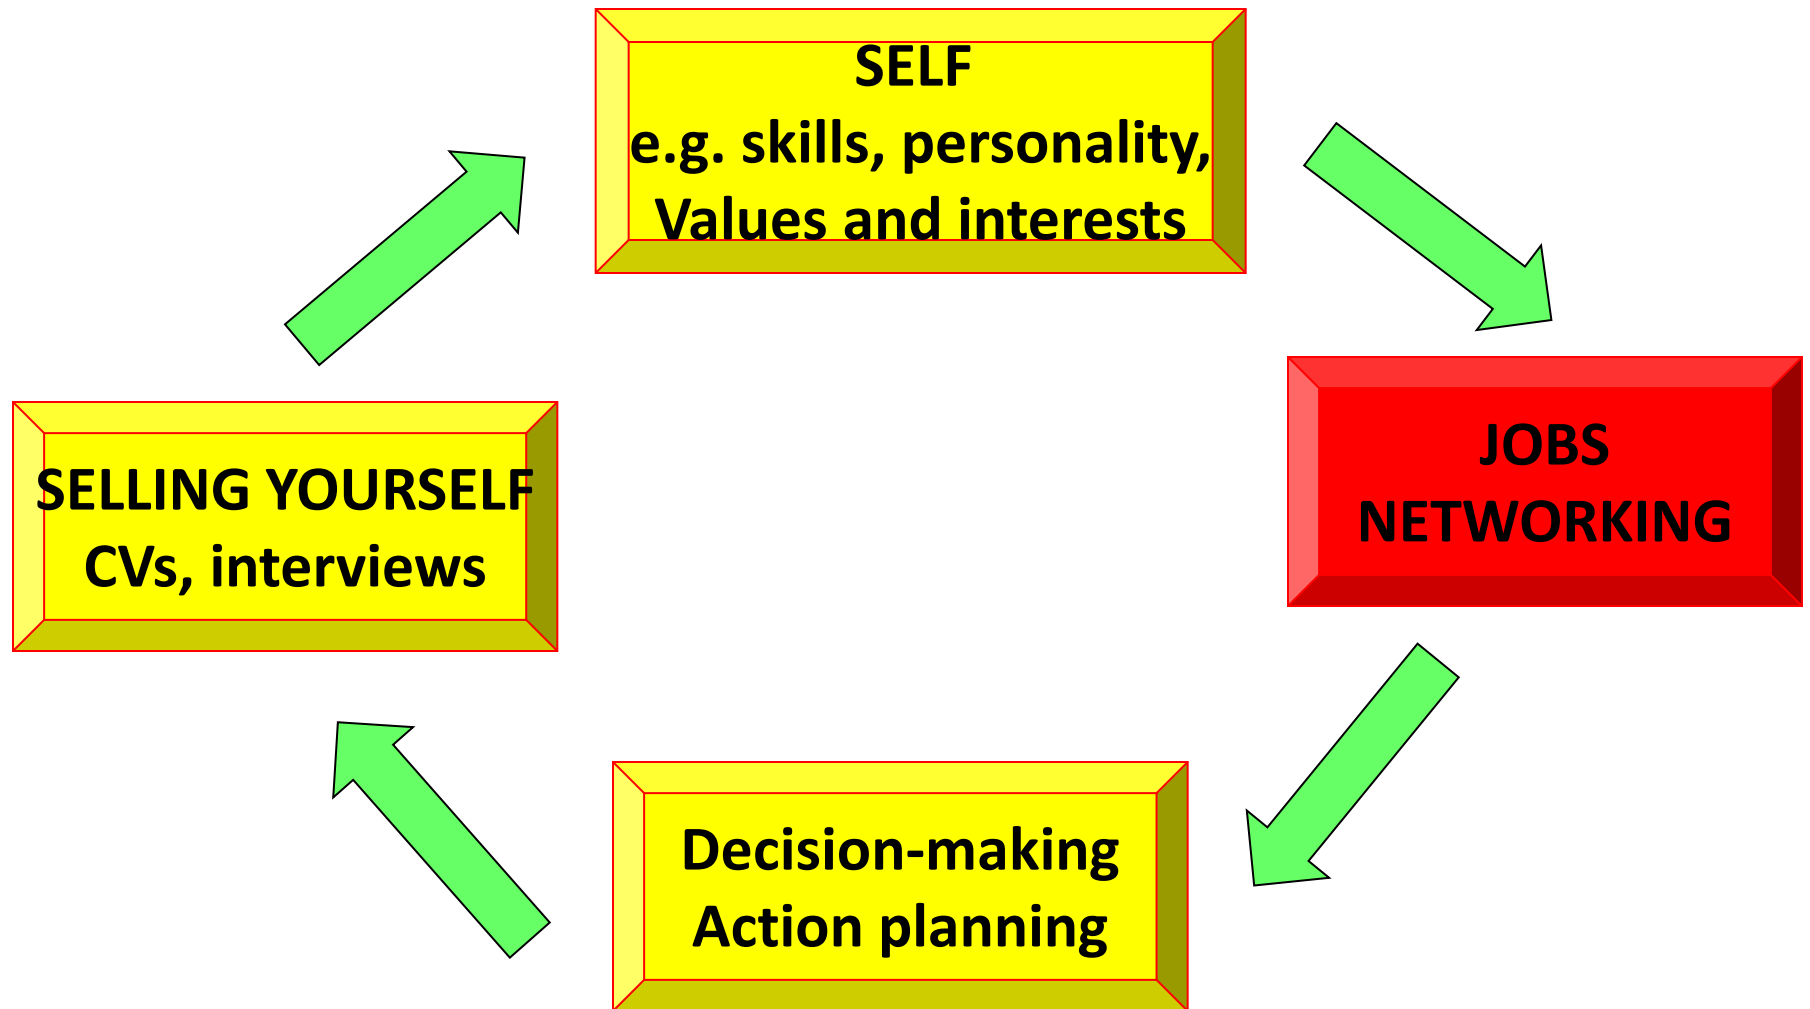 SELF
e.g. skills, personality,
Values and interests
JOBS
NETWORKING
SELLING YOURSELF
CVs, interviews
Decision-making
Action planning